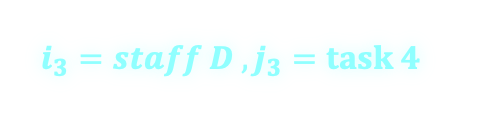 i₃ = staff D , j₃ = task 4